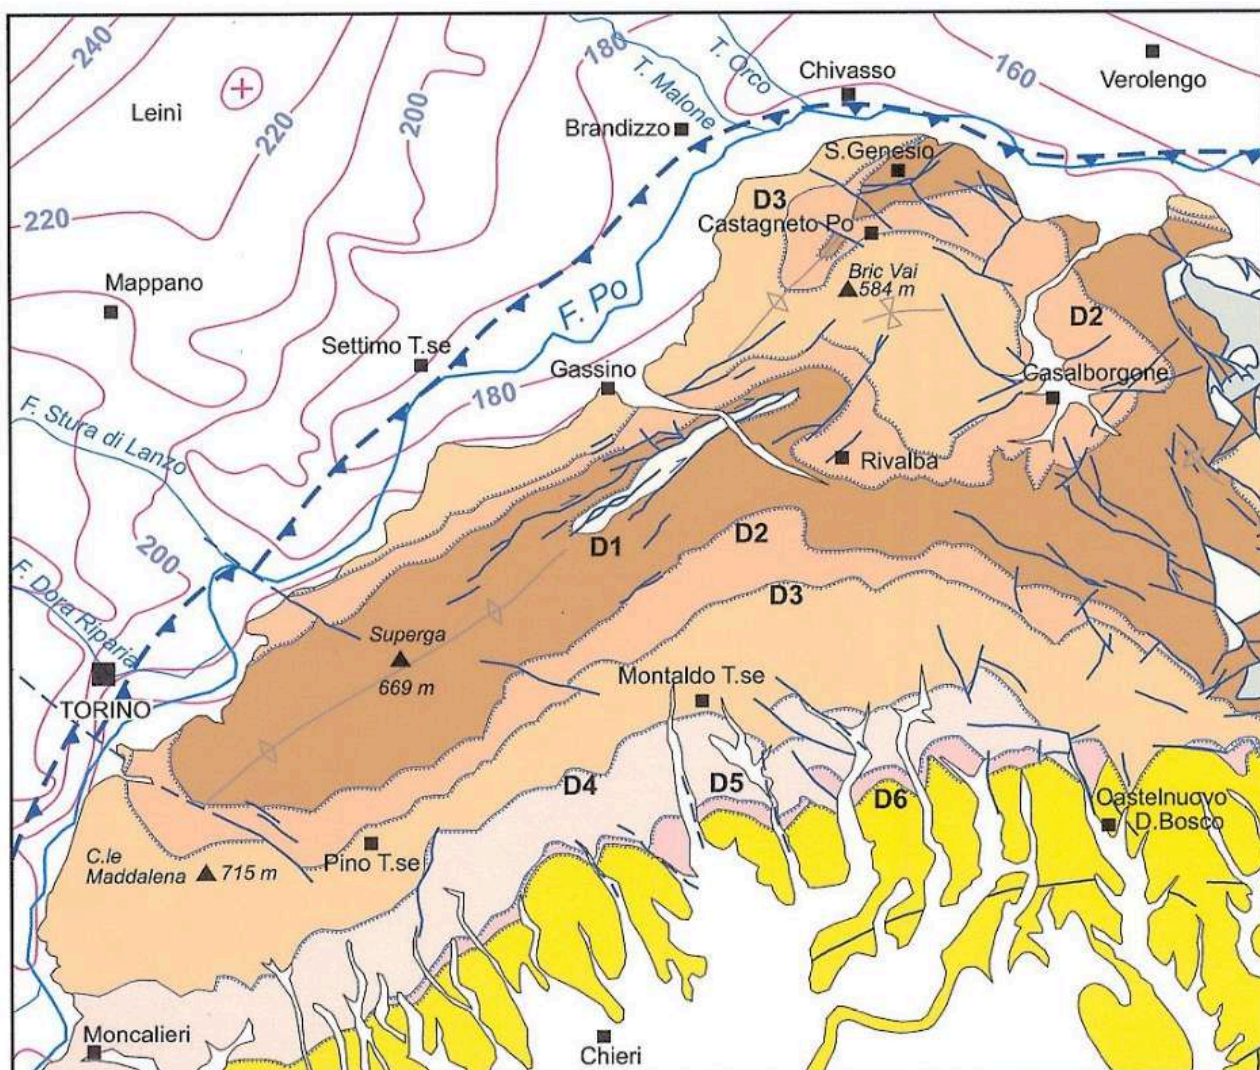 240
180
T. Orco
Chivasso
160
Verolengo
Leinì
220
200
T. Malone
Brandizzo
S.Genesio
D3
Castagneto Po
220
Bric Vai
584 m
Mappano
F. Po
D2
Settimo T.se
Gassino
180
Casalborgone
F. Stura di Lanzo
Rivalba
D1
D2
200
D3
F. Dora Riparia
Superga
669 m
Montaldo T.se
TORINO
D4
D5
D6
Castelnuovo
D.Bosco
C.le
Maddalena
715 m
Pino T.se
Moncalieri
Chieri